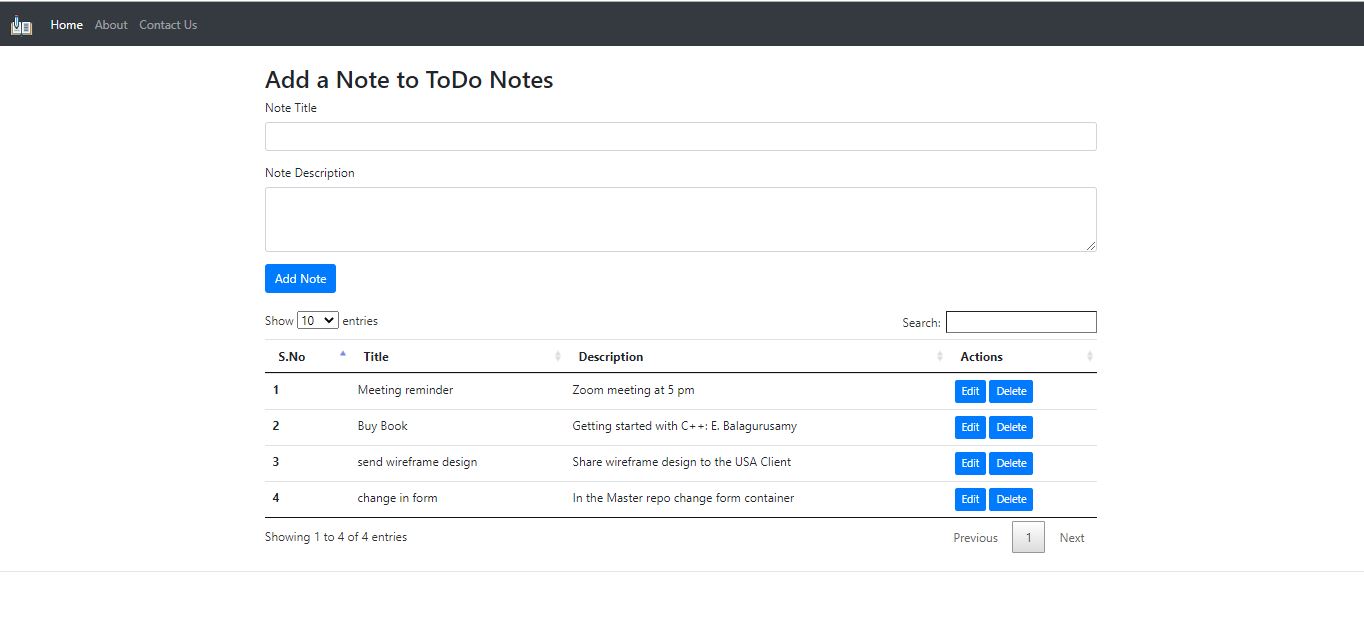 Home About Contact Us
Add a Note to ToDo Notes
Note Title
Note Description
Add Note
Show 10 entries Search:
S.No Title Description Actions
1 Meeting reminder Zoom meeting at 5 pm Edit Delete
2 Buy Book Getting started with C++: E. Balagurusamy Edit Delete
3 send wireframe design Share wireframe design to the USA Client Edit Delete
4 change in form In the Master repo change form container Edit Delete
Showing 1 to 4 of 4 entries Previous 1 Next